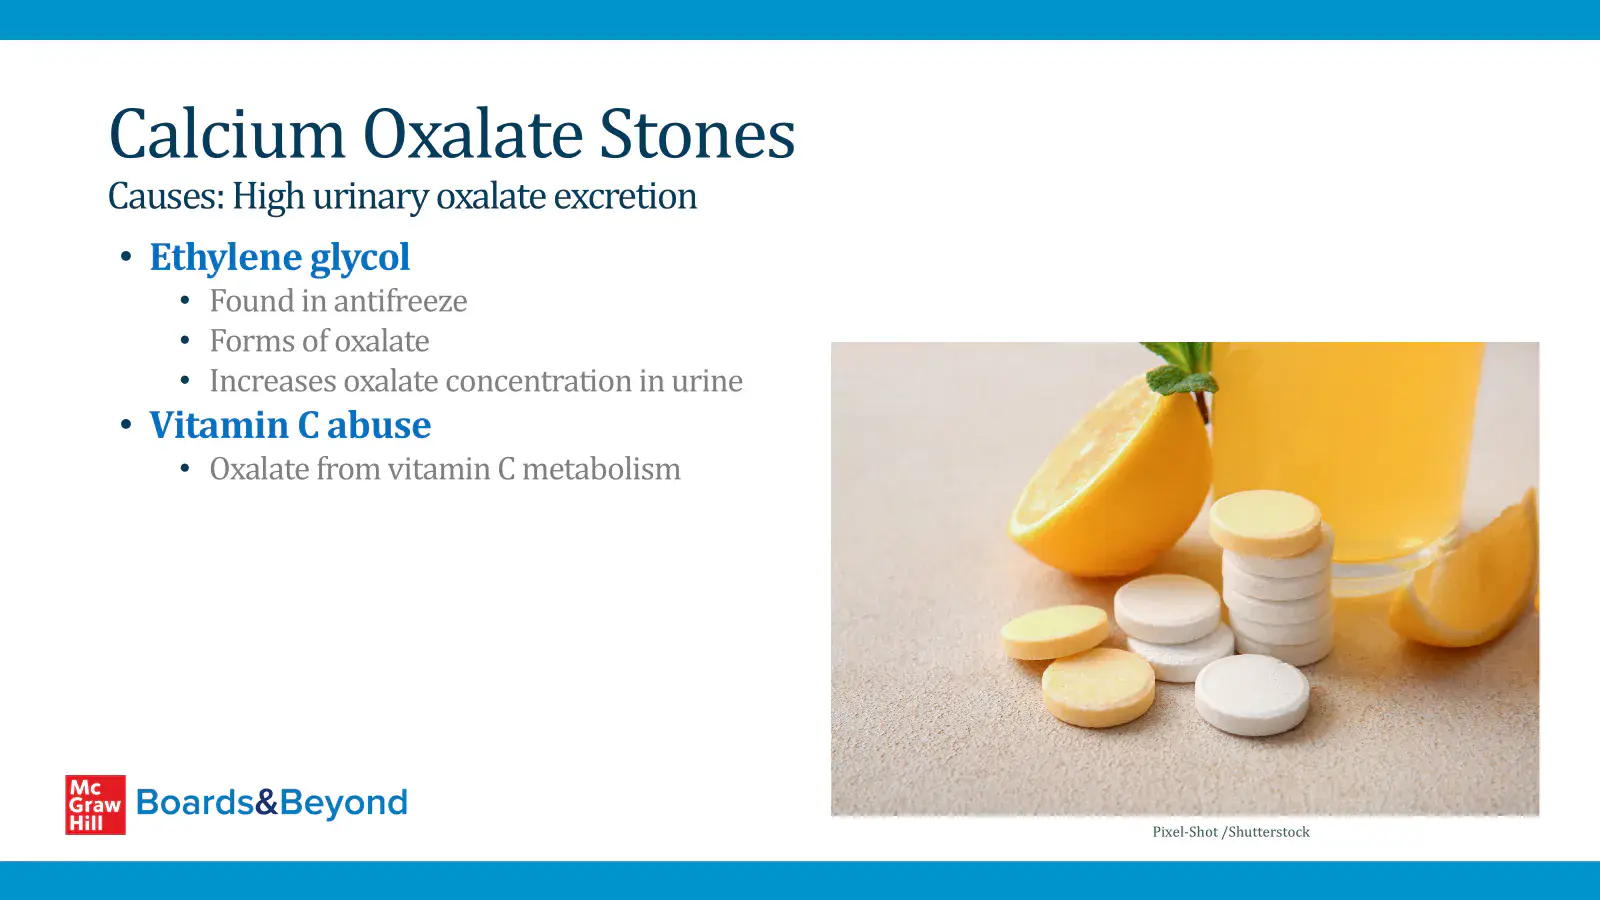 Calcium Oxalate Stones
Causes: High urinary oxalate excretion
• Ethylene glycol
• Found in antifreeze
• Forms of oxalate
• Increases oxalate concentration in urine
• Vitamin C abuse
• Oxalate from vitamin C metabolism
Mc
Graw
Hill
Boards&Beyond
Pixel-Shot /Shutterstock